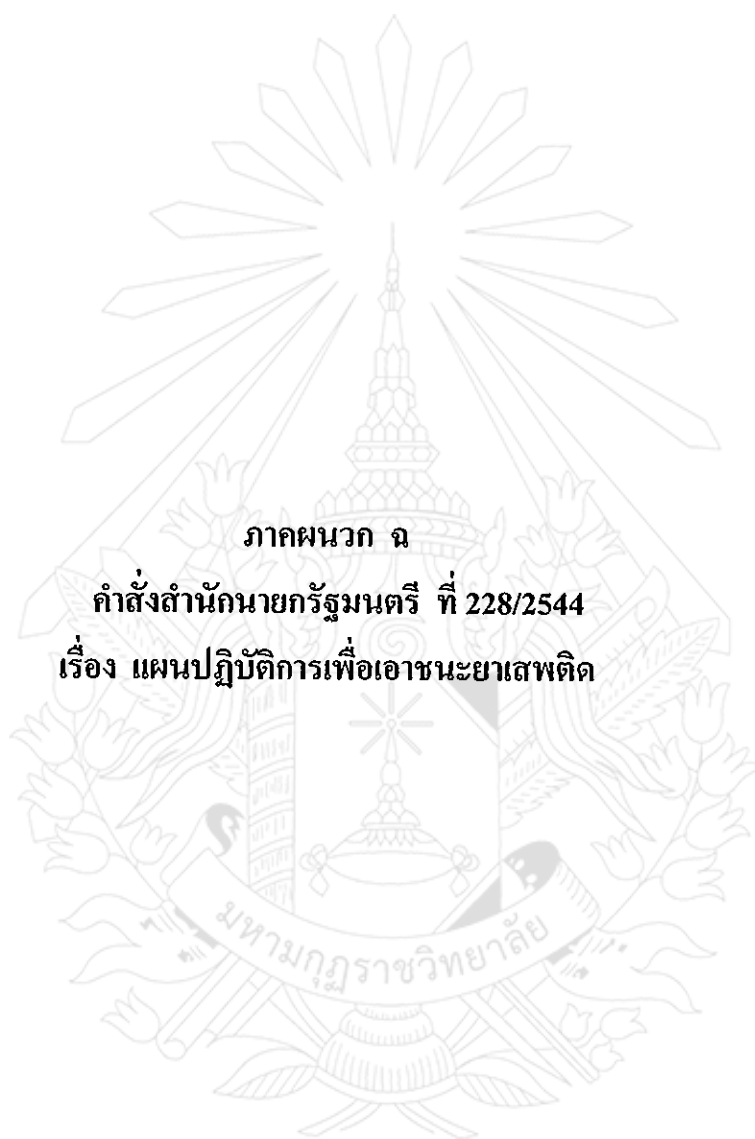 ภาคผนวก ฉ
คำสั่งสำนักนายกรัฐมนตรี ที่ 228/2544
เรื่อง แผนปฏิบัติการเพื่อเอาชนะยาเสพติด
มหามกุฏราชวิทยาลัย